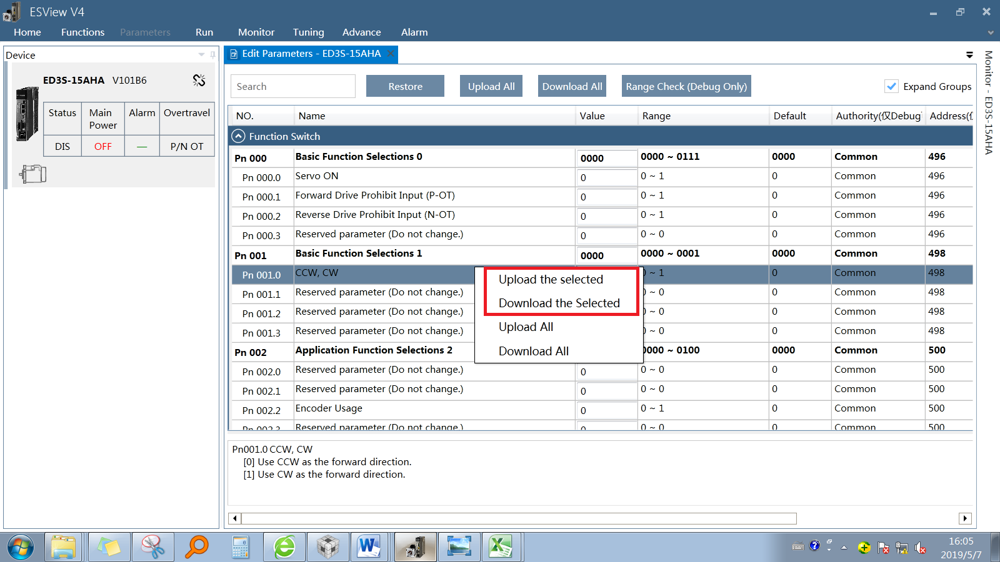 ESView V4
Home Functions Parameters Run Monitor Tuning Advance Alarm
Device
ED3S-15AHA V101B6
Status Main Power Alarm Overtravel
DIS OFF — P/N OT
Edit Parameters - ED3S-15AHA
Search Restore Upload All Download All Range Check (Debug Only) Expand Groups
NO. Name Value Range Default Authority(仅Debug Address(仅
Function Switch
Pn 000 Basic Function Selections 0 0000 0000 ~ 0111 0000 Common 496
Pn 000.0 Servo ON 0 0 ~ 1 0 Common 496
Pn 000.1 Forward Drive Prohibit Input (P-OT) 0 0 ~ 1 0 Common 496
Pn 000.2 Reverse Drive Prohibit Input (N-OT) 0 0 ~ 1 0 Common 496
Pn 000.3 Reserved parameter (Do not change.) 0 0 ~ 0 0 Common 496
Pn 001 Basic Function Selections 1 0000 0000 ~ 0001 0000 Common 498
Pn 001.0 CCW, CW 0 ~ 1 0 Common 498
Pn 001.1 Reserved parameter (Do not change.) 0 ~ 0 0 Common 498
Pn 001.2 Reserved parameter (Do not change.) 0 ~ 0 0 Common 498
Pn 001.3 Reserved parameter (Do not change.) 0 ~ 0 0 Common 498
Pn 002 Application Function Selections 2 0000 ~ 0100 0000 Common 500
Pn 002.0 Reserved parameter (Do not change.) 0 0 ~ 0 0 Common 500
Pn 002.1 Reserved parameter (Do not change.) 0 0 ~ 0 0 Common 500
Pn 002.2 Encoder Usage 0 0 ~ 1 0 Common 500
Pn 002.3 Reserved parameter (Do not change.) 0 0 ~ 0 0 Common 500
Upload the selected
Download the Selected
Upload All
Download All
Pn001.0 CCW, CW
[0] Use CCW as the forward direction.
[1] Use CW as the forward direction.
Monitor - ED3S-15AHA
16:05
2019/5/7